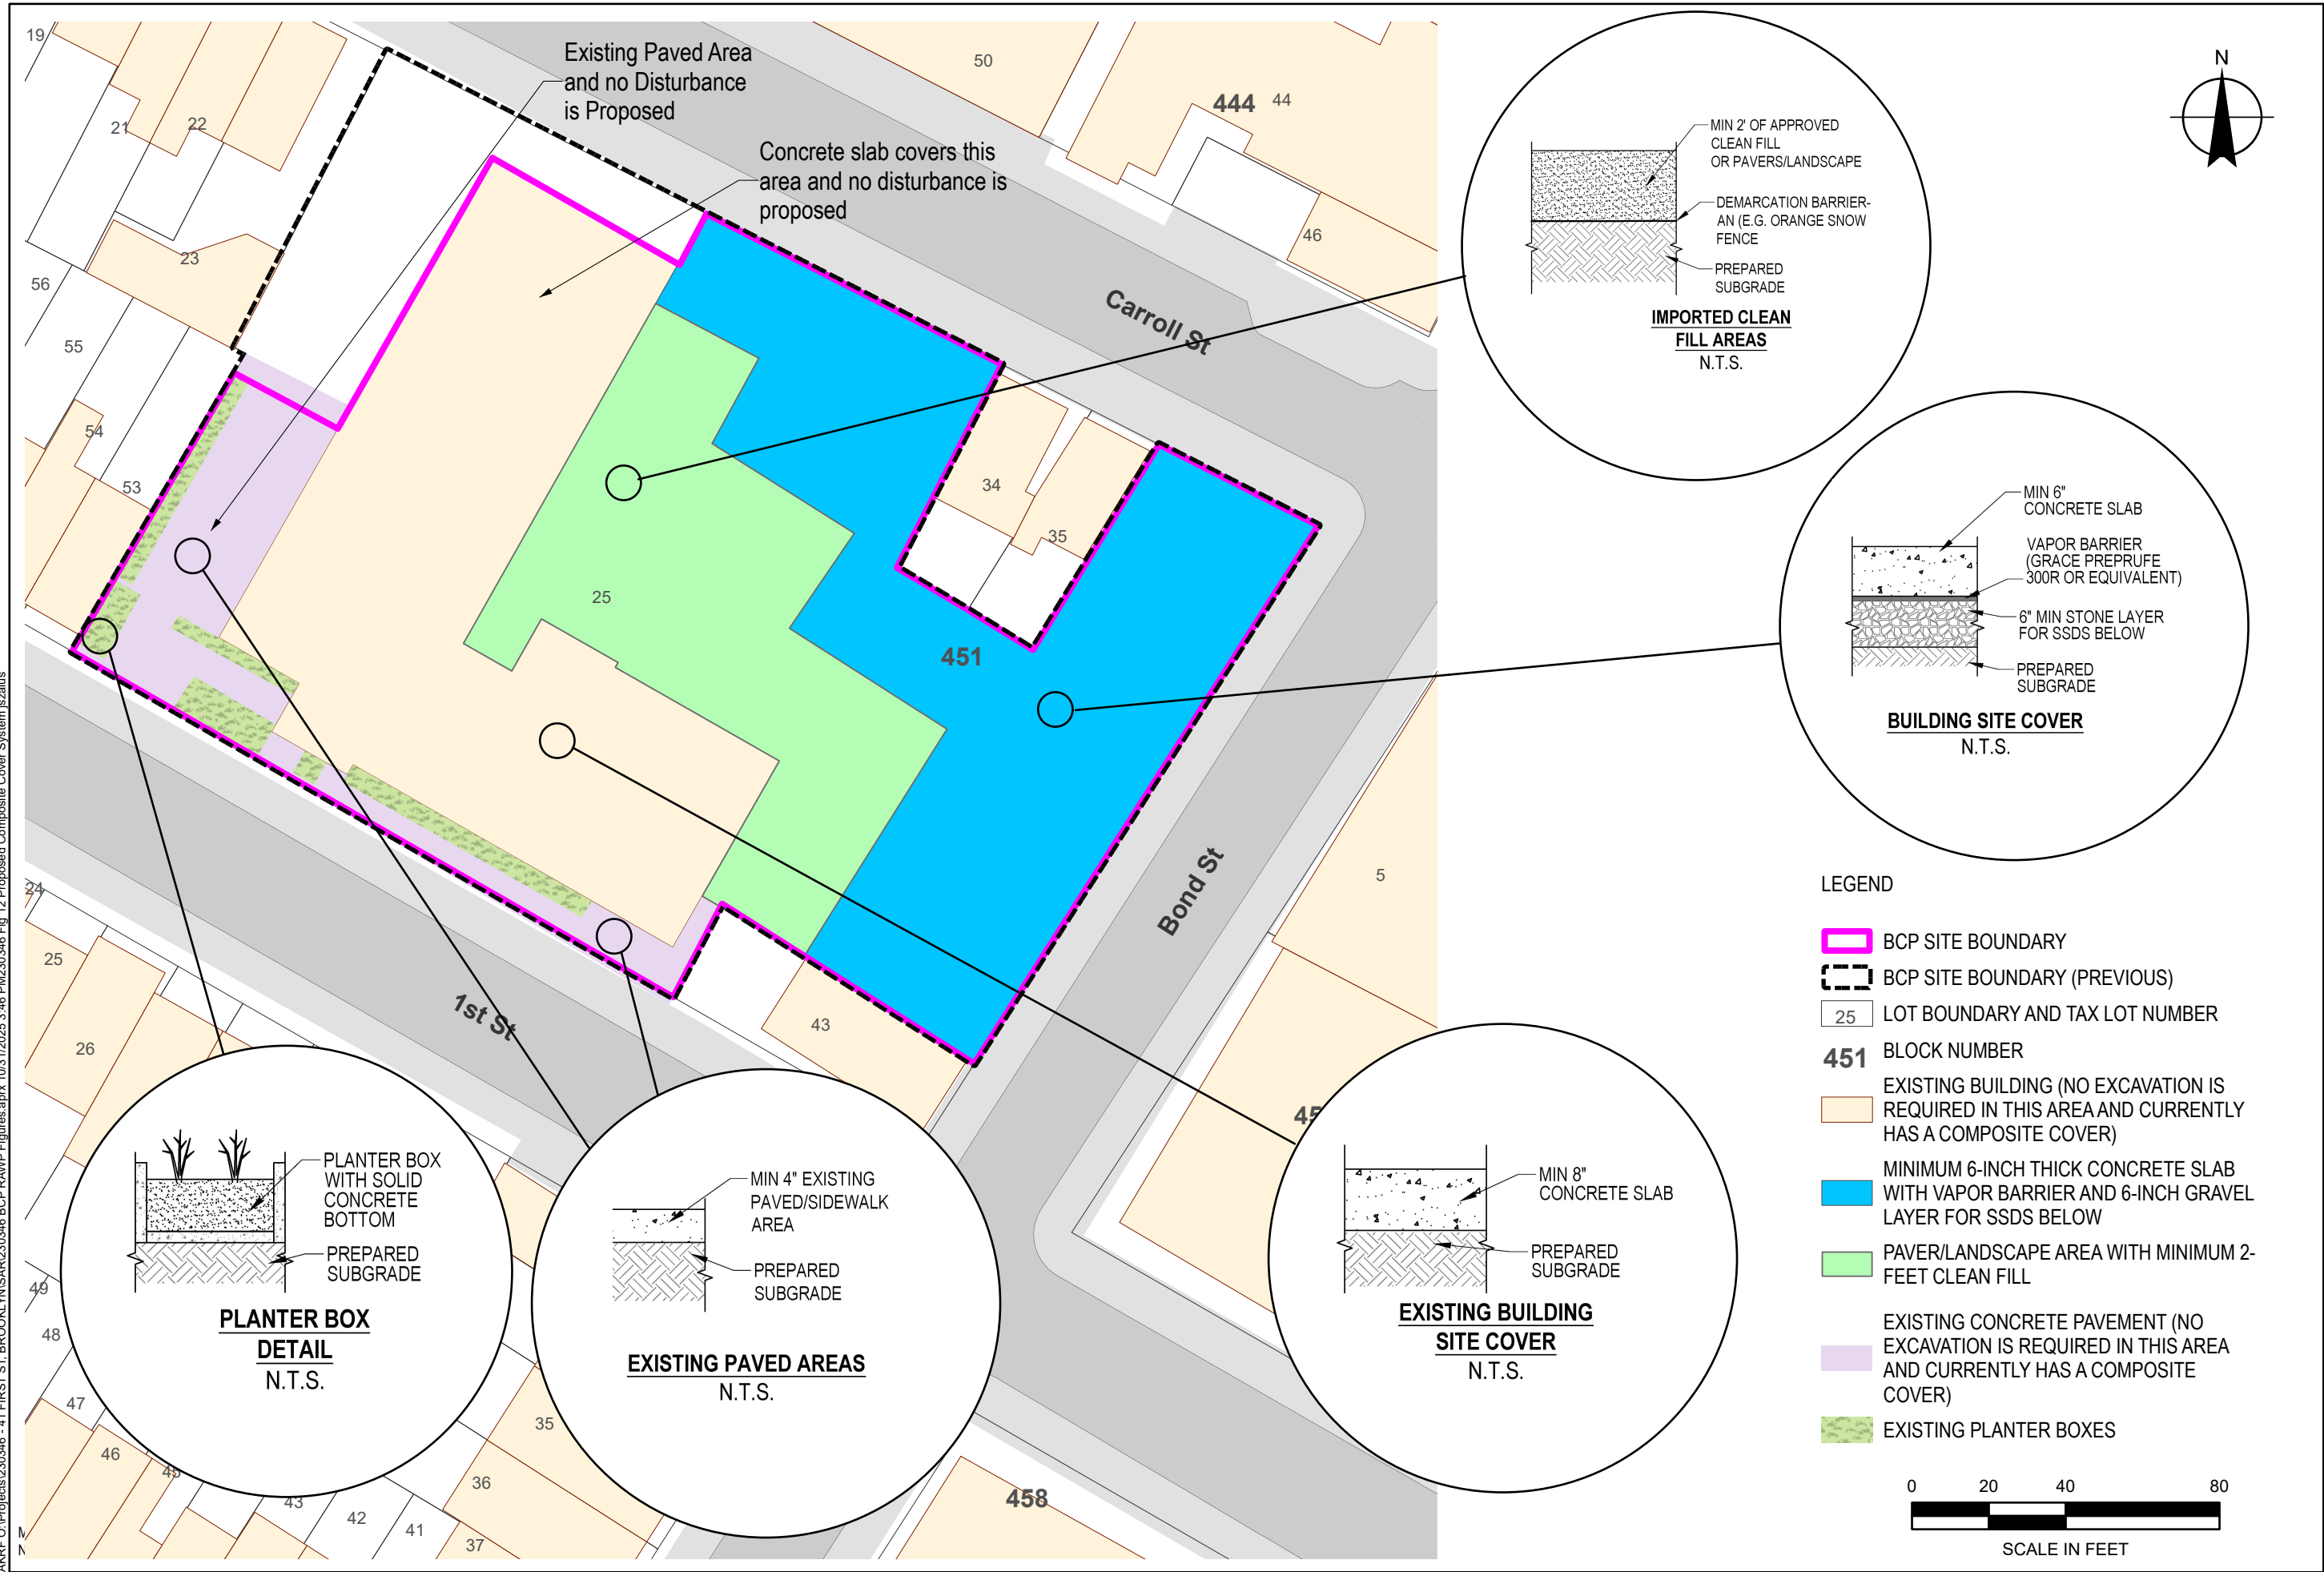 19
21
22
23
56
55
54
53
50
444
44
46
Existing Paved Area
and no Disturbance
is Proposed
Concrete slab covers this
area and no disturbance is
proposed
Carroll St
34
35
25
451
Bond St
5
1st St
43
24
25
26
49
48
47
46
45
43
42
41
35
36
37
458
MIN 2' OF APPROVED
CLEAN FILL
OR PAVERS/LANDSCAPE
DEMARCATION BARRIER-
AN (E.G. ORANGE SNOW
FENCE
PREPARED
SUBGRADE
IMPORTED CLEAN
FILL AREAS
N.T.S.
N
MIN 6"
CONCRETE SLAB
VAPOR BARRIER
(GRACE PREPRUFE
300R OR EQUIVALENT)
6" MIN STONE LAYER
FOR SSDS BELOW
PREPARED
SUBGRADE
BUILDING SITE COVER
N.T.S.
PLANTER BOX
WITH SOLID
CONCRETE
BOTTOM
PREPARED
SUBGRADE
PLANTER BOX
DETAIL
N.T.S.
MIN 4" EXISTING
PAVED/SIDEWALK
AREA
PREPARED
SUBGRADE
EXISTING PAVED AREAS
N.T.S.
MIN 8"
CONCRETE SLAB
PREPARED
SUBGRADE
EXISTING BUILDING
SITE COVER
N.T.S.
LEGEND
BCP SITE BOUNDARY
BCP SITE BOUNDARY (PREVIOUS)
25 LOT BOUNDARY AND TAX LOT NUMBER
451 BLOCK NUMBER
EXISTING BUILDING (NO EXCAVATION IS
REQUIRED IN THIS AREA AND CURRENTLY
HAS A COMPOSITE COVER)
MINIMUM 6-INCH THICK CONCRETE SLAB
WITH VAPOR BARRIER AND 6-INCH GRAVEL
LAYER FOR SSDS BELOW
PAVER/LANDSCAPE AREA WITH MINIMUM 2-
FEET CLEAN FILL
EXISTING CONCRETE PAVEMENT (NO
EXCAVATION IS REQUIRED IN THIS AREA
AND CURRENTLY HAS A COMPOSITE
COVER)
EXISTING PLANTER BOXES
0 20 40 80
SCALE IN FEET